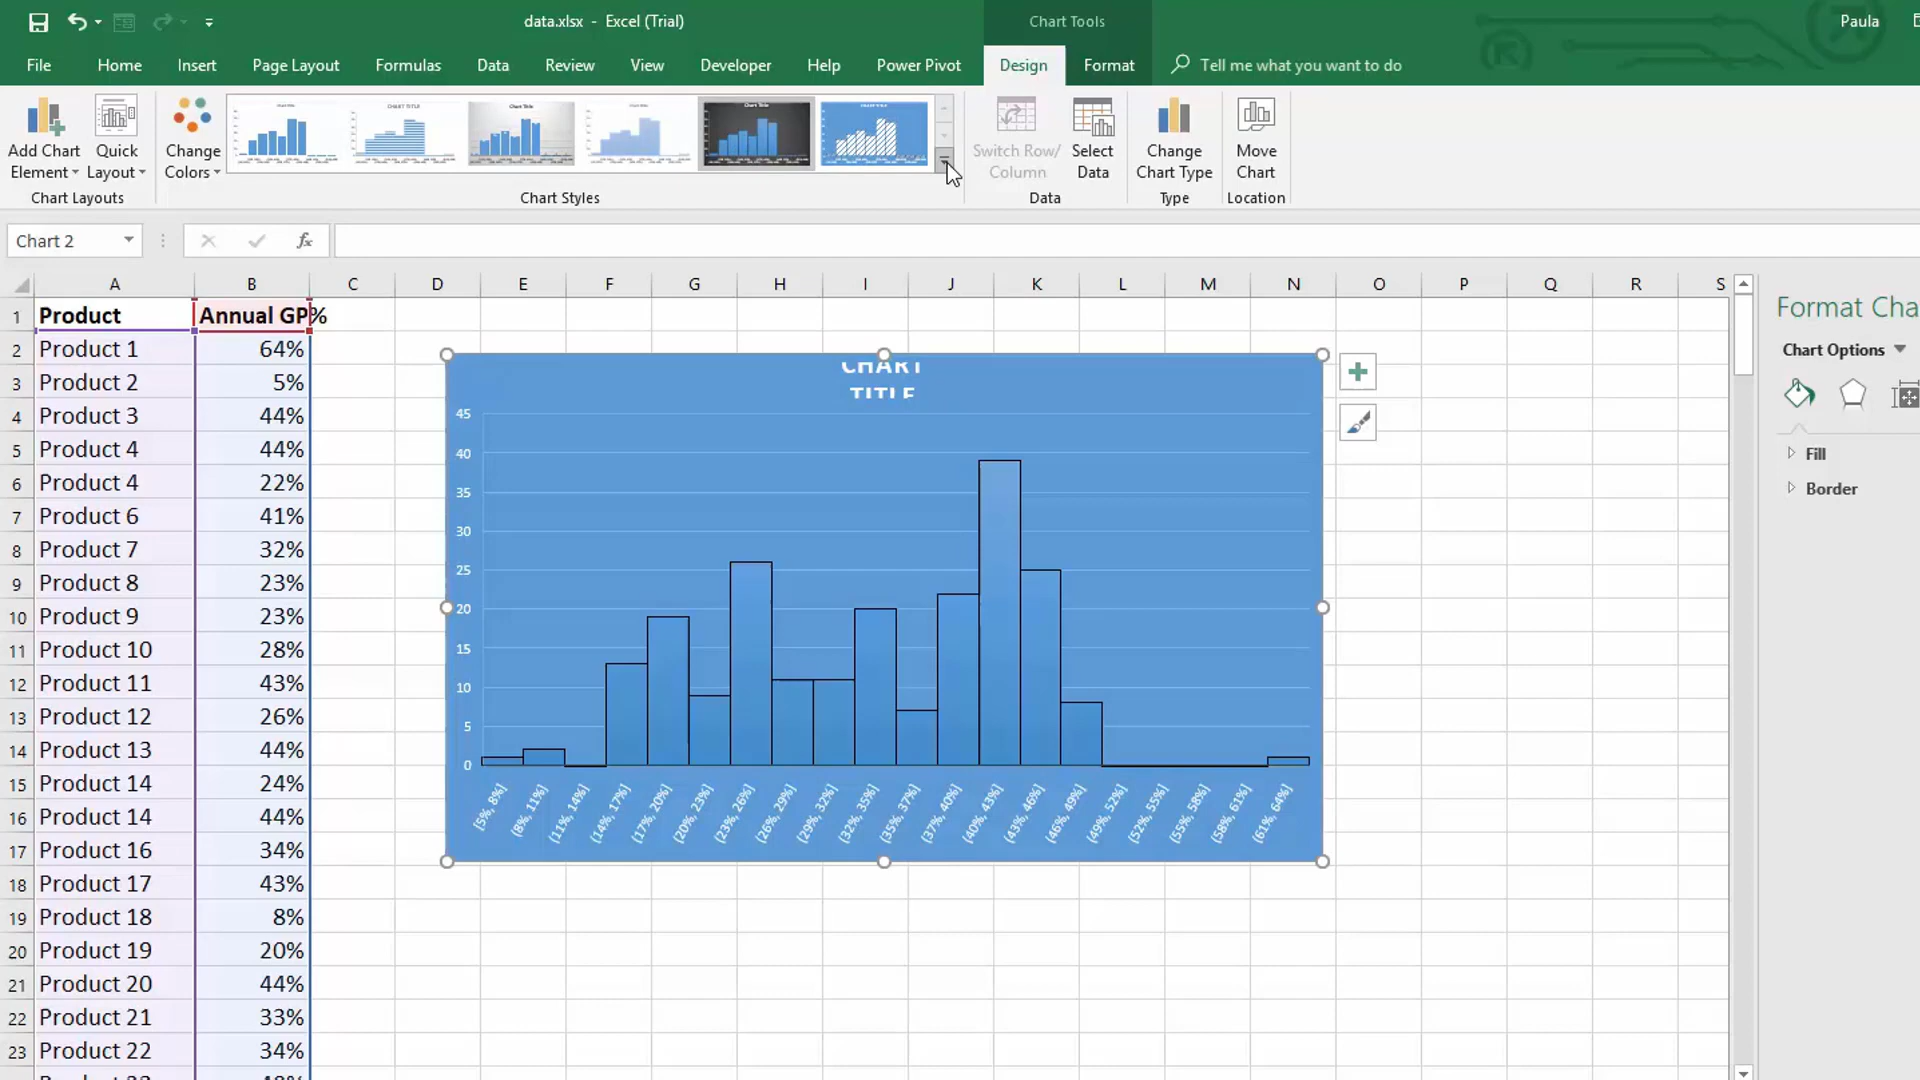 data.xlsx - Excel (Trial)
Chart Tools
Paula
File Home Insert Page Layout Formulas Data Review View Developer Help Power Pivot Design Format Tell me what you want to do
Add Chart Element
Quick Layout
Change Colors
Switch Row/ Column
Select Data
Change Chart Type
Move Chart
Chart Layouts Chart Styles Data Type Location
Chart 2
fx
A B C D E F G H I J K L M N O P Q R S
1 Product Annual GP%
2 Product 1 64%
3 Product 2 5%
4 Product 3 44%
5 Product 4 44%
6 Product 4 22%
7 Product 6 41%
8 Product 7 32%
9 Product 8 23%
10 Product 9 23%
11 Product 10 28%
12 Product 11 43%
13 Product 12 26%
14 Product 13 44%
15 Product 14 24%
16 Product 14 44%
17 Product 16 34%
18 Product 17 43%
19 Product 18 8%
20 Product 19 20%
21 Product 20 44%
22 Product 21 33%
23 Product 22 34%
CHART
TITLE
45
40
35
30
25
20
15
10
5
0
[5%, 8%] (8%, 11%] (11%, 14%] (14%, 17%] (17%, 20%] (20%, 23%] (23%, 26%] (26%, 29%] (29%, 32%] (32%, 35%] (35%, 37%] (37%, 40%] (40%, 43%] (43%, 46%] (46%, 49%] (49%, 52%] (52%, 55%] (55%, 58%] (58%, 61%] (61%, 64%]
Format Cha
Chart Options
Fill
Border